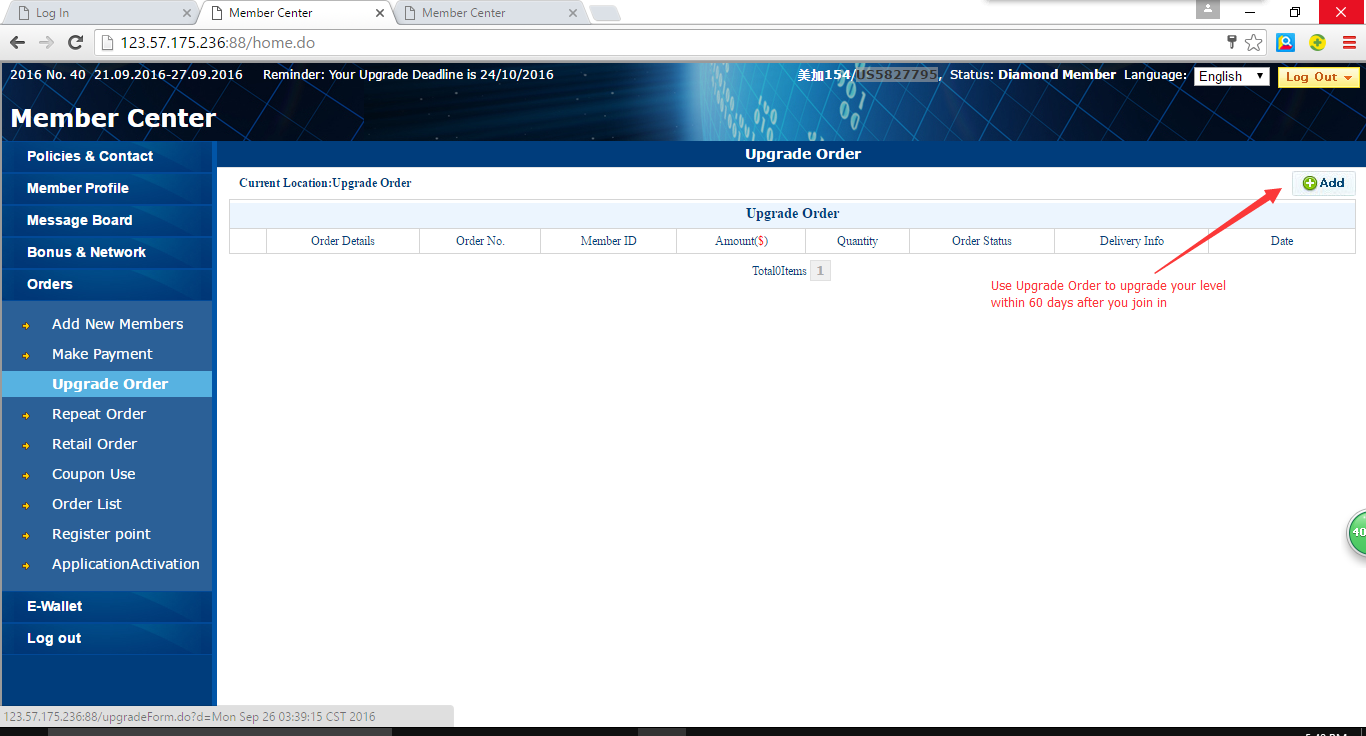 Log In
Member Center
Member Center
123.57.175.236:88/home.do
2016 No. 40 21.09.2016-27.09.2016 Reminder: Your Upgrade Deadline is 24/10/2016
美加154/US5827795, Status: Diamond Member Language: English Log Out
Member Center
Policies & Contact
Member Profile
Message Board
Bonus & Network
Orders
Add New Members
Make Payment
Upgrade Order
Repeat Order
Retail Order
Coupon Use
Order List
Register point
ApplicationActivation
E-Wallet
Log out
Upgrade Order
Current Location:Upgrade Order
Add
Upgrade Order
Order Details Order No. Member ID Amount($) Quantity Order Status Delivery Info Date
Total0Items 1
Use Upgrade Order to upgrade your level
within 60 days after you join in
40
123.57.175.236:88/upgradeForm.do?d=Mon Sep 26 03:39:15 CST 2016